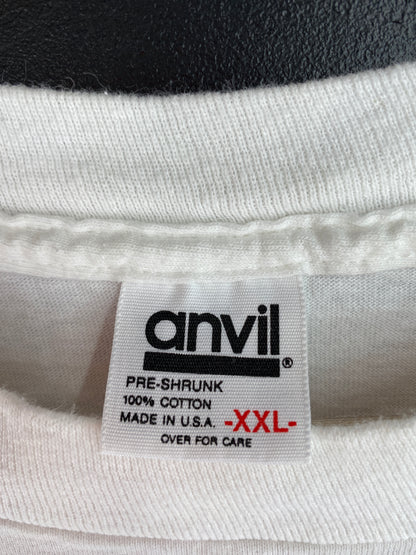 anvil®
PRE-SHRUNK
100% COTTON
MADE IN U.S.A. -XXL-
OVER FOR CARE